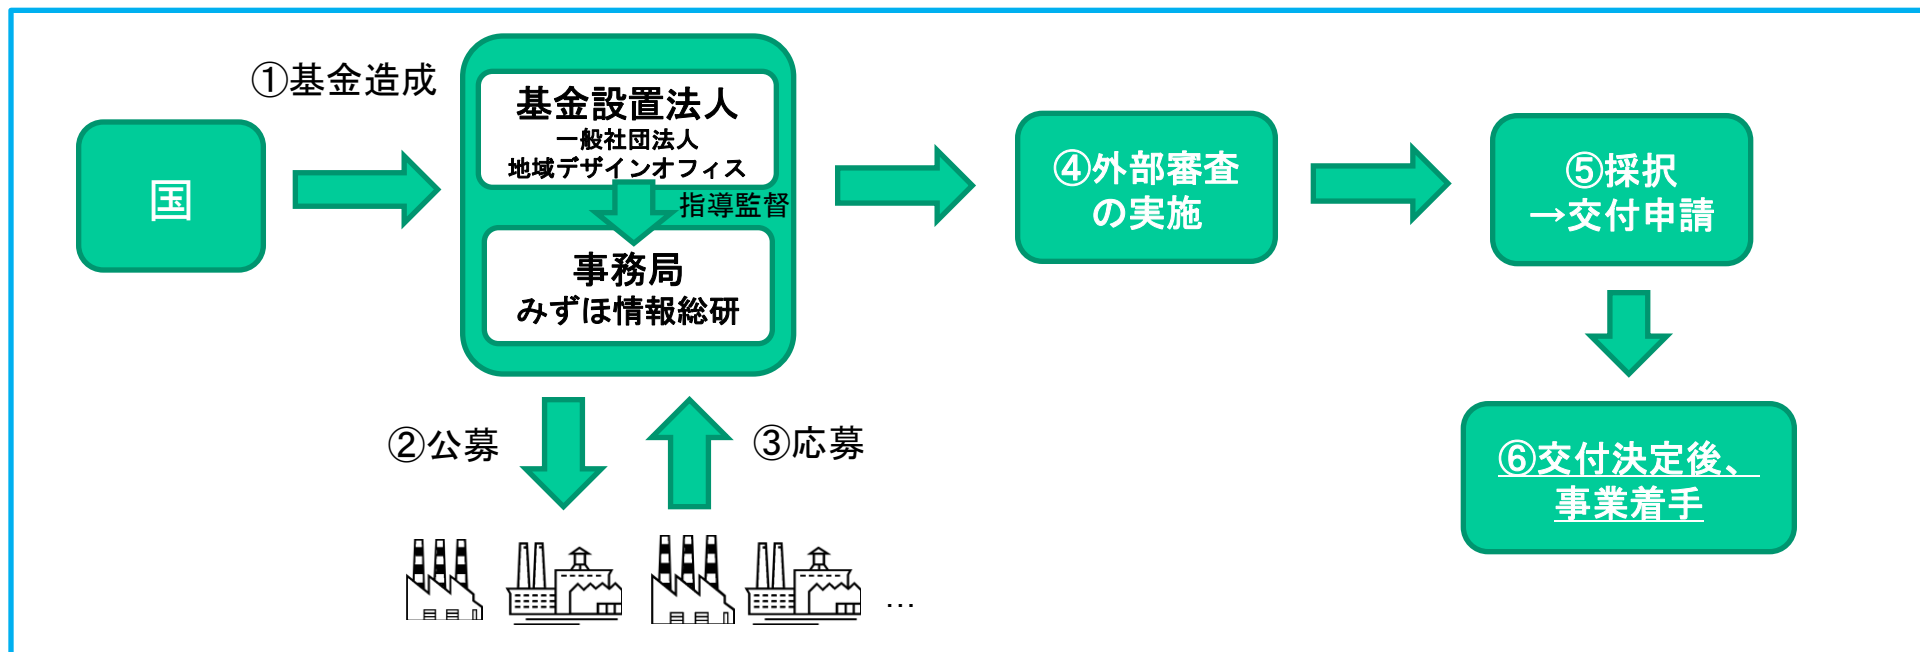 ①基金造成
国
基金設置法人
一般社団法人
地域デザインオフィス
指導監督
事務局
みずほ情報総研
②公募
③応募
…
④外部審査
の実施
⑤採択
→交付申請
⑥交付決定後、
事業着手